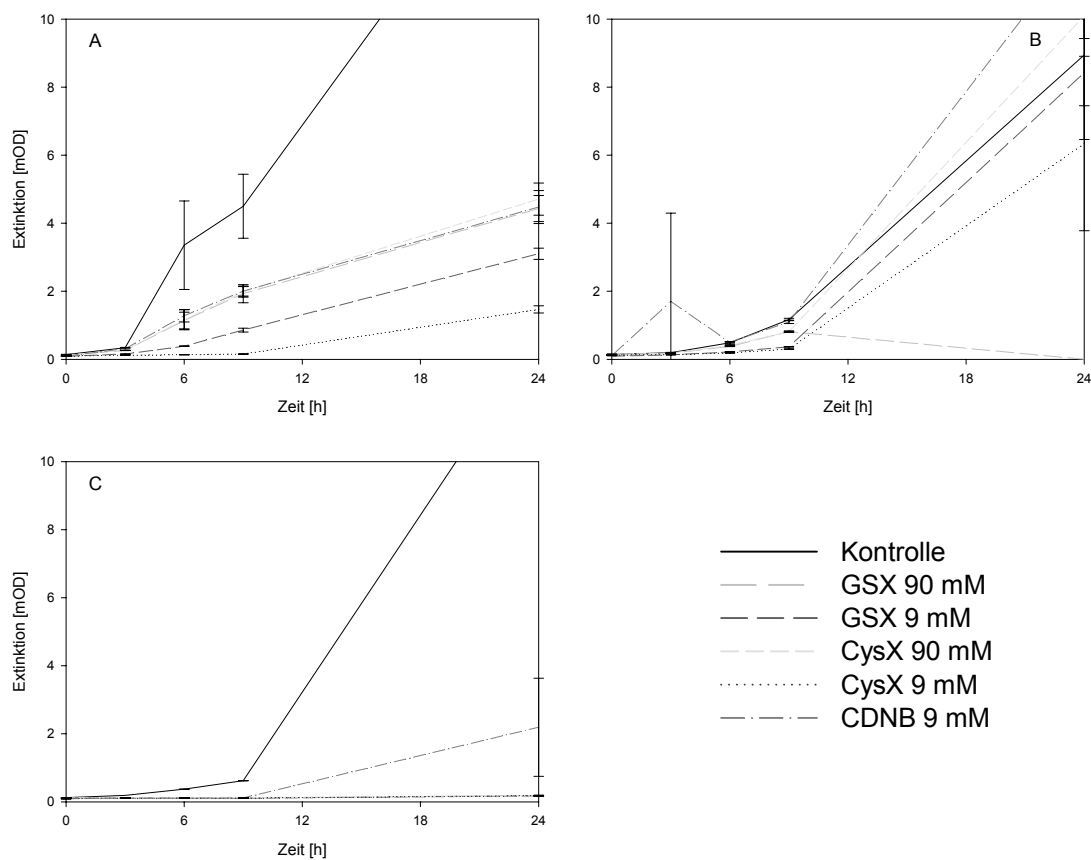 A
Extinktion [mOD]
10
8
6
4
2
0
0 6 12 18 24
Zeit [h]
B
10
8
6
4
2
0
0 6 12 18 24
Zeit [h]
C
Extinktion [mOD]
10
8
6
4
2
0
0 6 12 18 24
Zeit [h]
Kontrolle
GSX 90 mM
GSX 9 mM
CysX 90 mM
CysX 9 mM
CDNB 9 mM